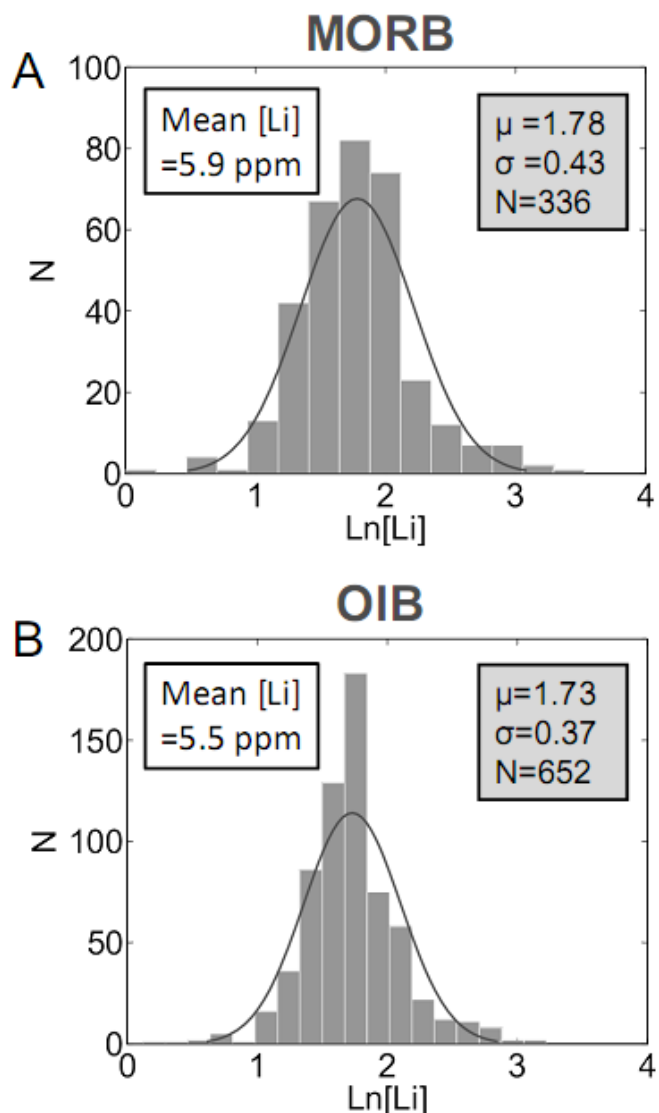 MORB
A
100
80
60
40
20
0
N
Mean [Li]
=5.9 ppm
μ =1.78
σ =0.43
N=336
0 1 2 3 4
Ln[Li]
OIB
B
200
150
100
50
0
N
Mean [Li]
=5.5 ppm
μ=1.73
σ=0.37
N=652
0 1 2 3 4
Ln[Li]